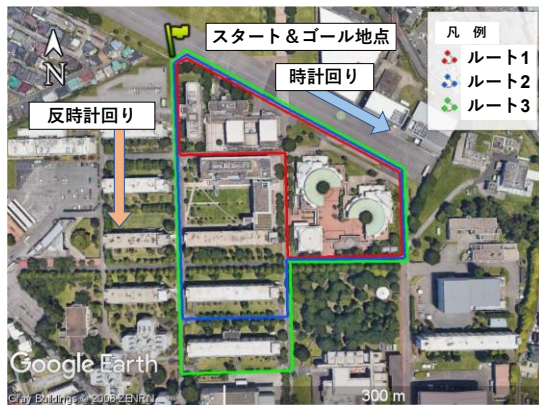 スタート＆ゴール地点
凡　例
ルート1
ルート2
ルート3
時計回り
反時計回り
N
Google Earth
Gray Buildings © 2008 ZENRIN
300 m